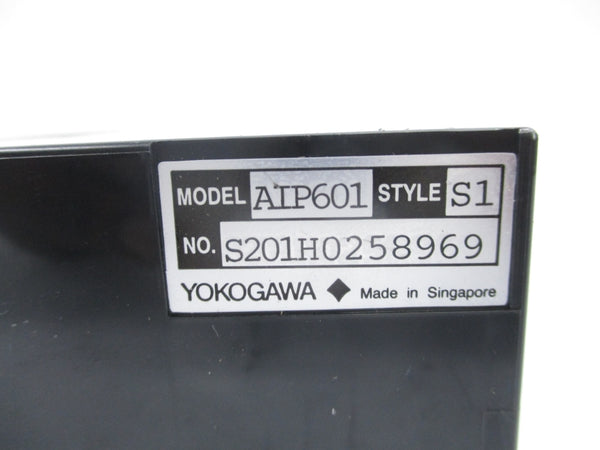 MODEL AIP601 STYLE S1
NO. S201H0258969
YOKOGAWA ◆ Made in Singapore